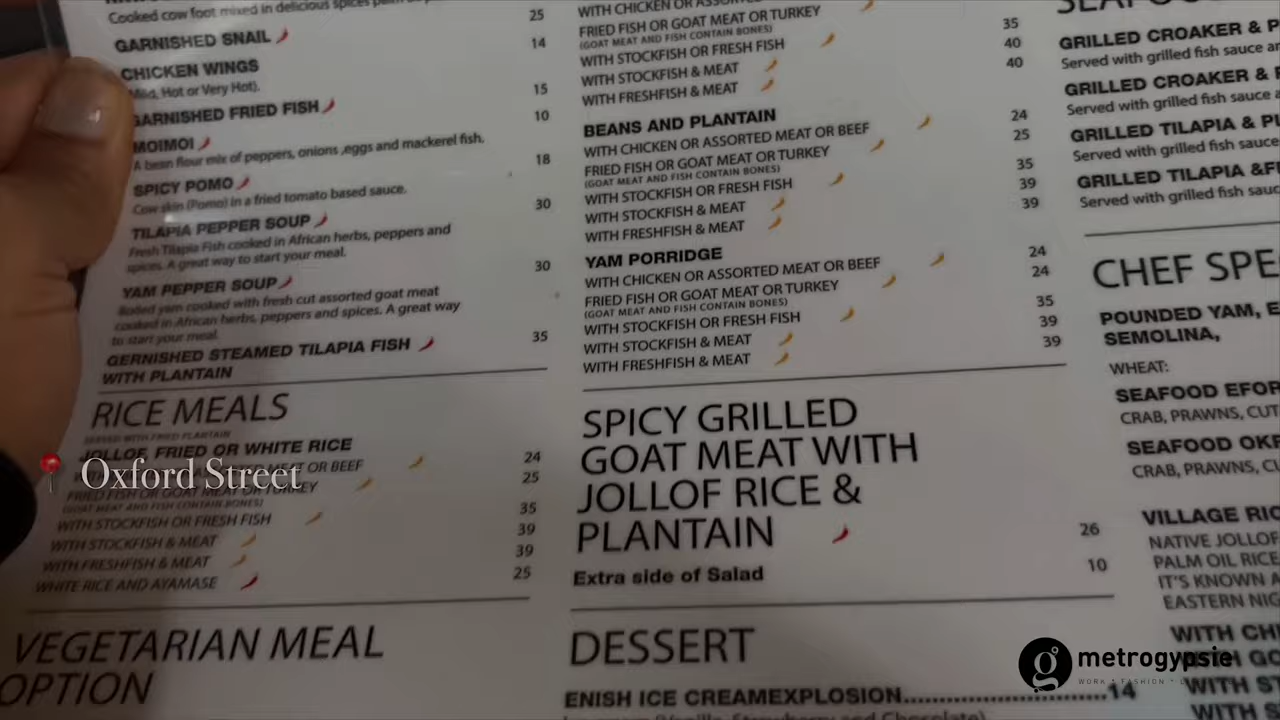 Cooked cow foot mixed in delicious spices
25
GARNISHED SNAIL
14
CHICKEN WINGS
Mild, Hot or Very Hot).
15
GARNISHED FRIED FISH
10
MOIMOI
A bean flour mix of peppers, onions ,eggs and mackerel fish.
18
SPICY POMO
Cow skin (Pomo) in a fried tomato based sauce.
30
TILAPIA PEPPER SOUP
Fresh Tilapia Fish cooked in African herbs, peppers and
spices. A great way to start your meal.
30
YAM PEPPER SOUP
Boiled yam cooked with fresh cut assorted goat meat
cooked in African herbs, peppers and spices. A great way
to start your meal.
GERNISHED STEAMED TILAPIA FISH 35
WITH PLANTAIN
RICE MEALS
SERVED WITH FRIED PLANTAIN
JOLLOF, FRIED OR WHITE RICE
MEAT OR BEEF 24
FRIED FISH OR GOAT MEAT OR TURKEY 25
(GOAT MEAT AND FISH CONTAIN BONES)
WITH STOCKFISH OR FRESH FISH 35
WITH STOCKFISH & MEAT 39
WITH FRESHFISH & MEAT 39
WHITE RICE AND AYAMASE 25
Oxford Street
VEGETARIAN MEAL
OPTION
WITH CHICKEN OR
FRIED FISH OR GOAT MEAT OR TURKEY
(GOAT MEAT AND FISH CONTAIN BONES)
WITH STOCKFISH OR FRESH FISH 35
WITH STOCKFISH & MEAT 40
WITH FRESHFISH & MEAT 40
BEANS AND PLANTAIN
WITH CHICKEN OR ASSORTED MEAT OR BEEF 24
FRIED FISH OR GOAT MEAT OR TURKEY 25
(GOAT MEAT AND FISH CONTAIN BONES)
WITH STOCKFISH OR FRESH FISH 35
WITH STOCKFISH & MEAT 39
WITH FRESHFISH & MEAT 39
YAM PORRIDGE
WITH CHICKEN OR ASSORTED MEAT OR BEEF 24
FRIED FISH OR GOAT MEAT OR TURKEY 24
(GOAT MEAT AND FISH CONTAIN BONES)
WITH STOCKFISH OR FRESH FISH 35
WITH STOCKFISH & MEAT 39
WITH FRESHFISH & MEAT 39
SPICY GRILLED
GOAT MEAT WITH
JOLLOF RICE &
PLANTAIN 26
Extra side of Salad 10
DESSERT
ENISH ICE CREAMEXPLOSION 14
GRILLED CROAKER &
Served with grilled fish sauce
GRILLED CROAKER &
Served with grilled fish sauce
GRILLED TILAPIA &
Served with grilled fish sauce
GRILLED TILAPIA &
Served with grilled fish sauce
CHEF
POUNDED YAM,
SEMOLINA,
WHEAT:
SEAFOOD
CRAB, PRAWNS,
SEAFOOD
CRAB, PRAWNS,
VILLAGE
NATIVE JOLLOF
PALM OIL RICE
IT'S KNOWN
EASTERN
WITH
WITH
WITH
WITH
metrogypsie